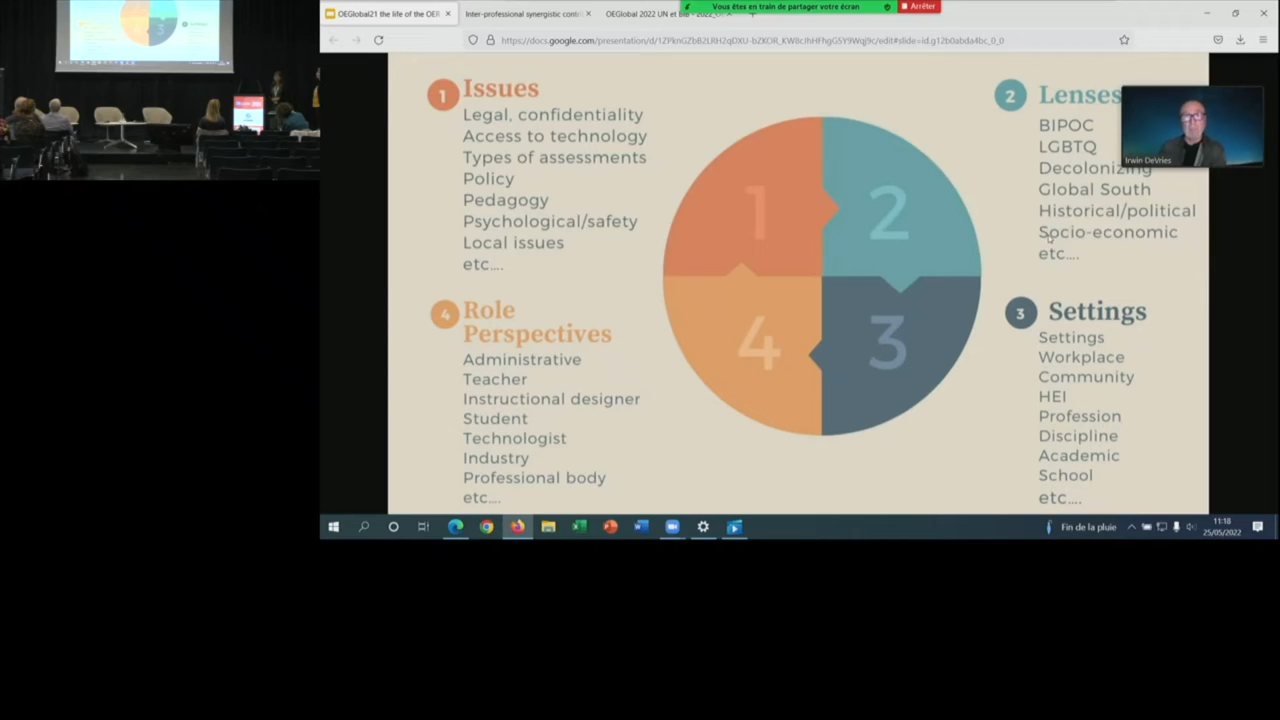 OEGlobal21 the life of the OER
Inter-professional synergistic cont
OEGlobal 2022 UN et
Vous êtes en train de partager votre écran
Arrêter
1
Issues
Legal, confidentiality
Access to technology
Types of assessments
Policy
Pedagogy
Psychological/safety
Local issues
etc....
2
Lenses
BIPOC
LGBTQ
Decolonizing
Global South
Historical/political
Socio-economic
etc....
Irwin DeVries
1
2
4
3
4
Role
Perspectives
Administrative
Teacher
Instructional designer
Student
Technologist
Industry
Professional body
etc....
3
Settings
Settings
Workplace
Community
HEI
Profession
Discipline
Academic
School
etc....
Fin de la pluie
11:18
25/05/2022